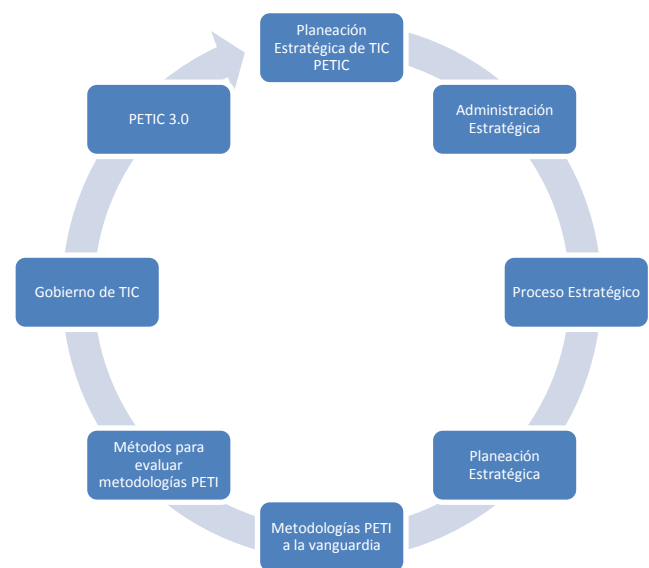 Planeación
Estratégica de TIC
PETIC
Administración
Estratégica
Proceso Estratégico
Planeación
Estratégica
Metodologías PETI
a la vanguardia
Métodos para
evaluar
metodologías PETI
Gobierno de TIC
PETIC 3.0